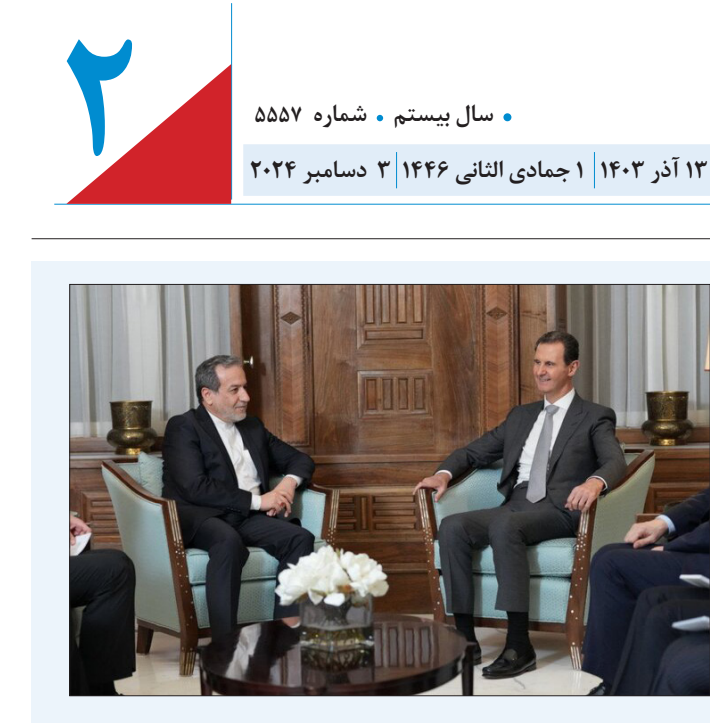 ۲
• سال بیستم • شماره ۵۵۵۷
۱۳ آذر ۱۴۰۳ | ۱ جمادی الثانی ۱۴۴۶ | ۳ دسامبر ۲۰۲۴